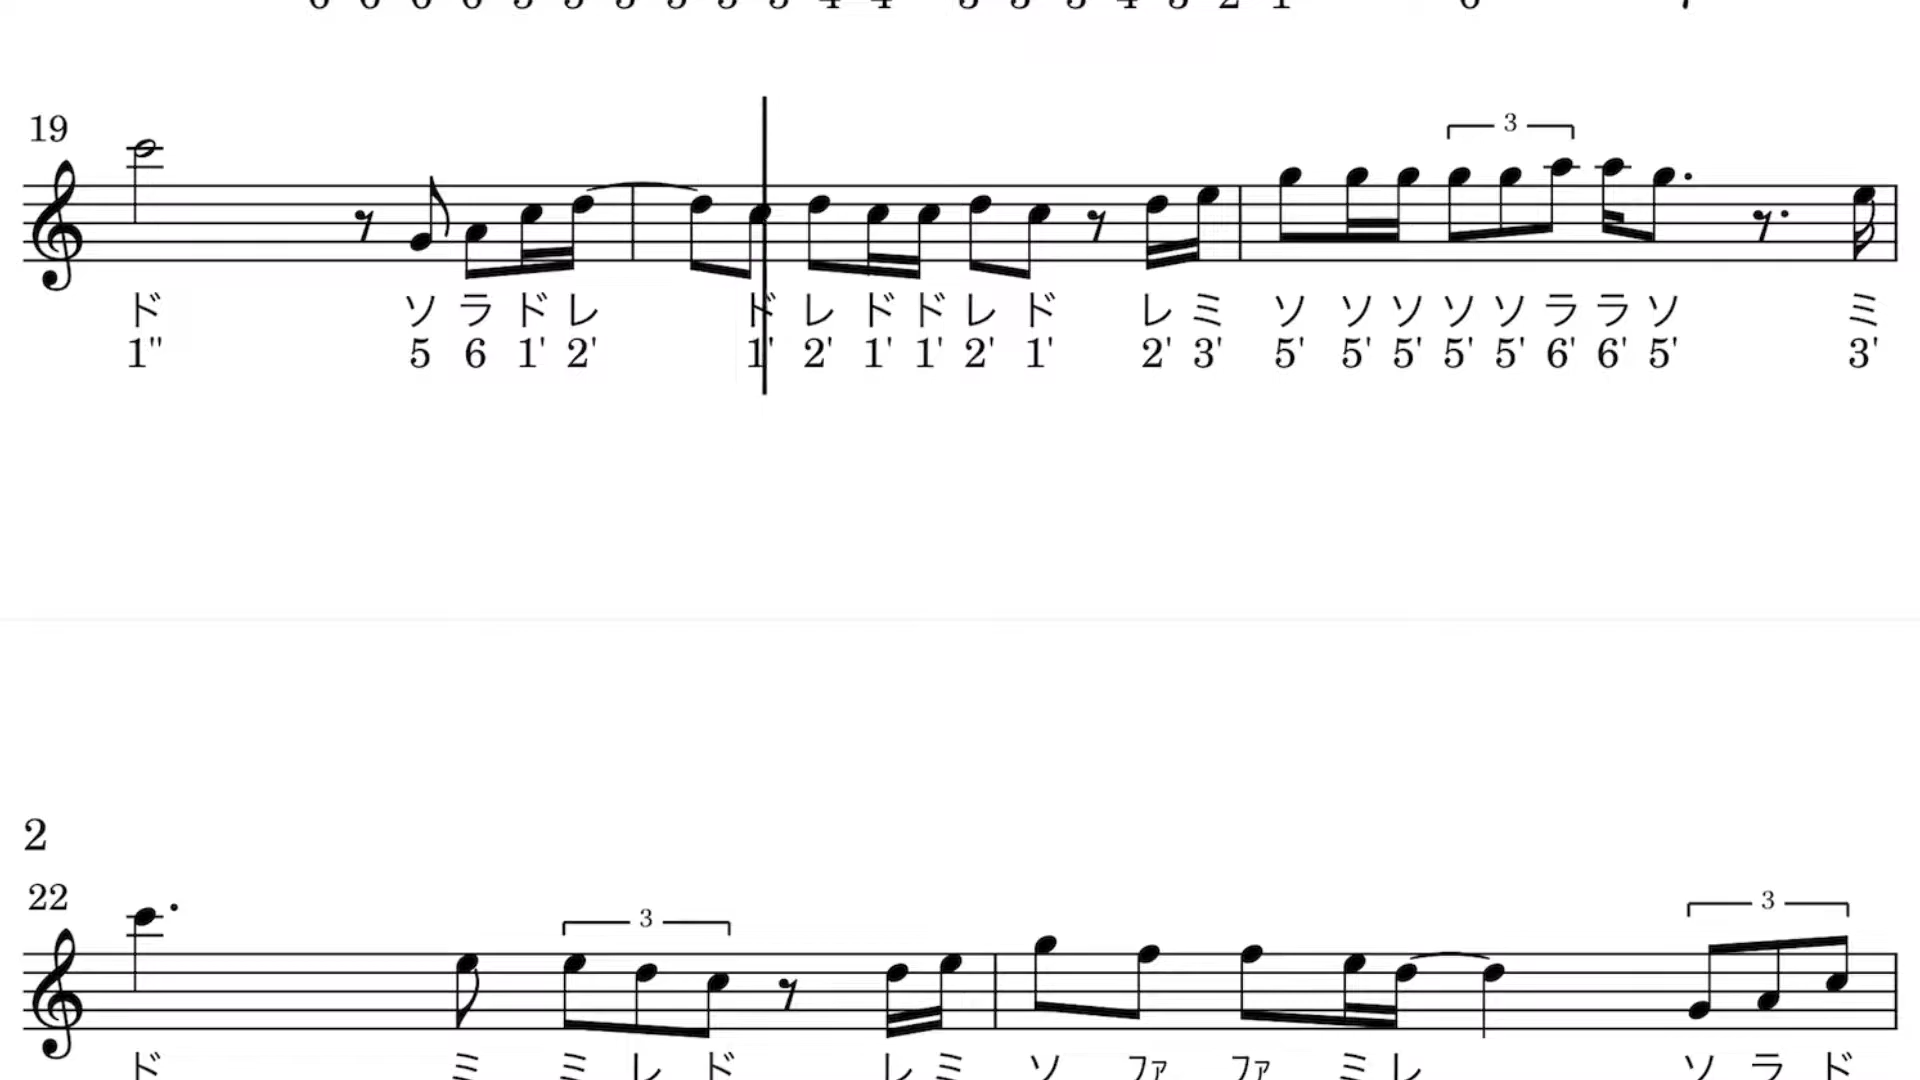 19
3
ド ソ ラ ド レ ド レ ド ド レ ド レ ミ ソ ソ ソ ソ ソ ラ ラ ソ ミ
1" 5 6 1' 2' 1' 2' 1' 1' 2' 1' 2' 3' 5' 5' 5' 5' 5' 6' 6' 5' 3'
2
22
3 3
ド ミ ミ レ ド レ ミ ソ ファ ファ ミ レ ソ ラ ド